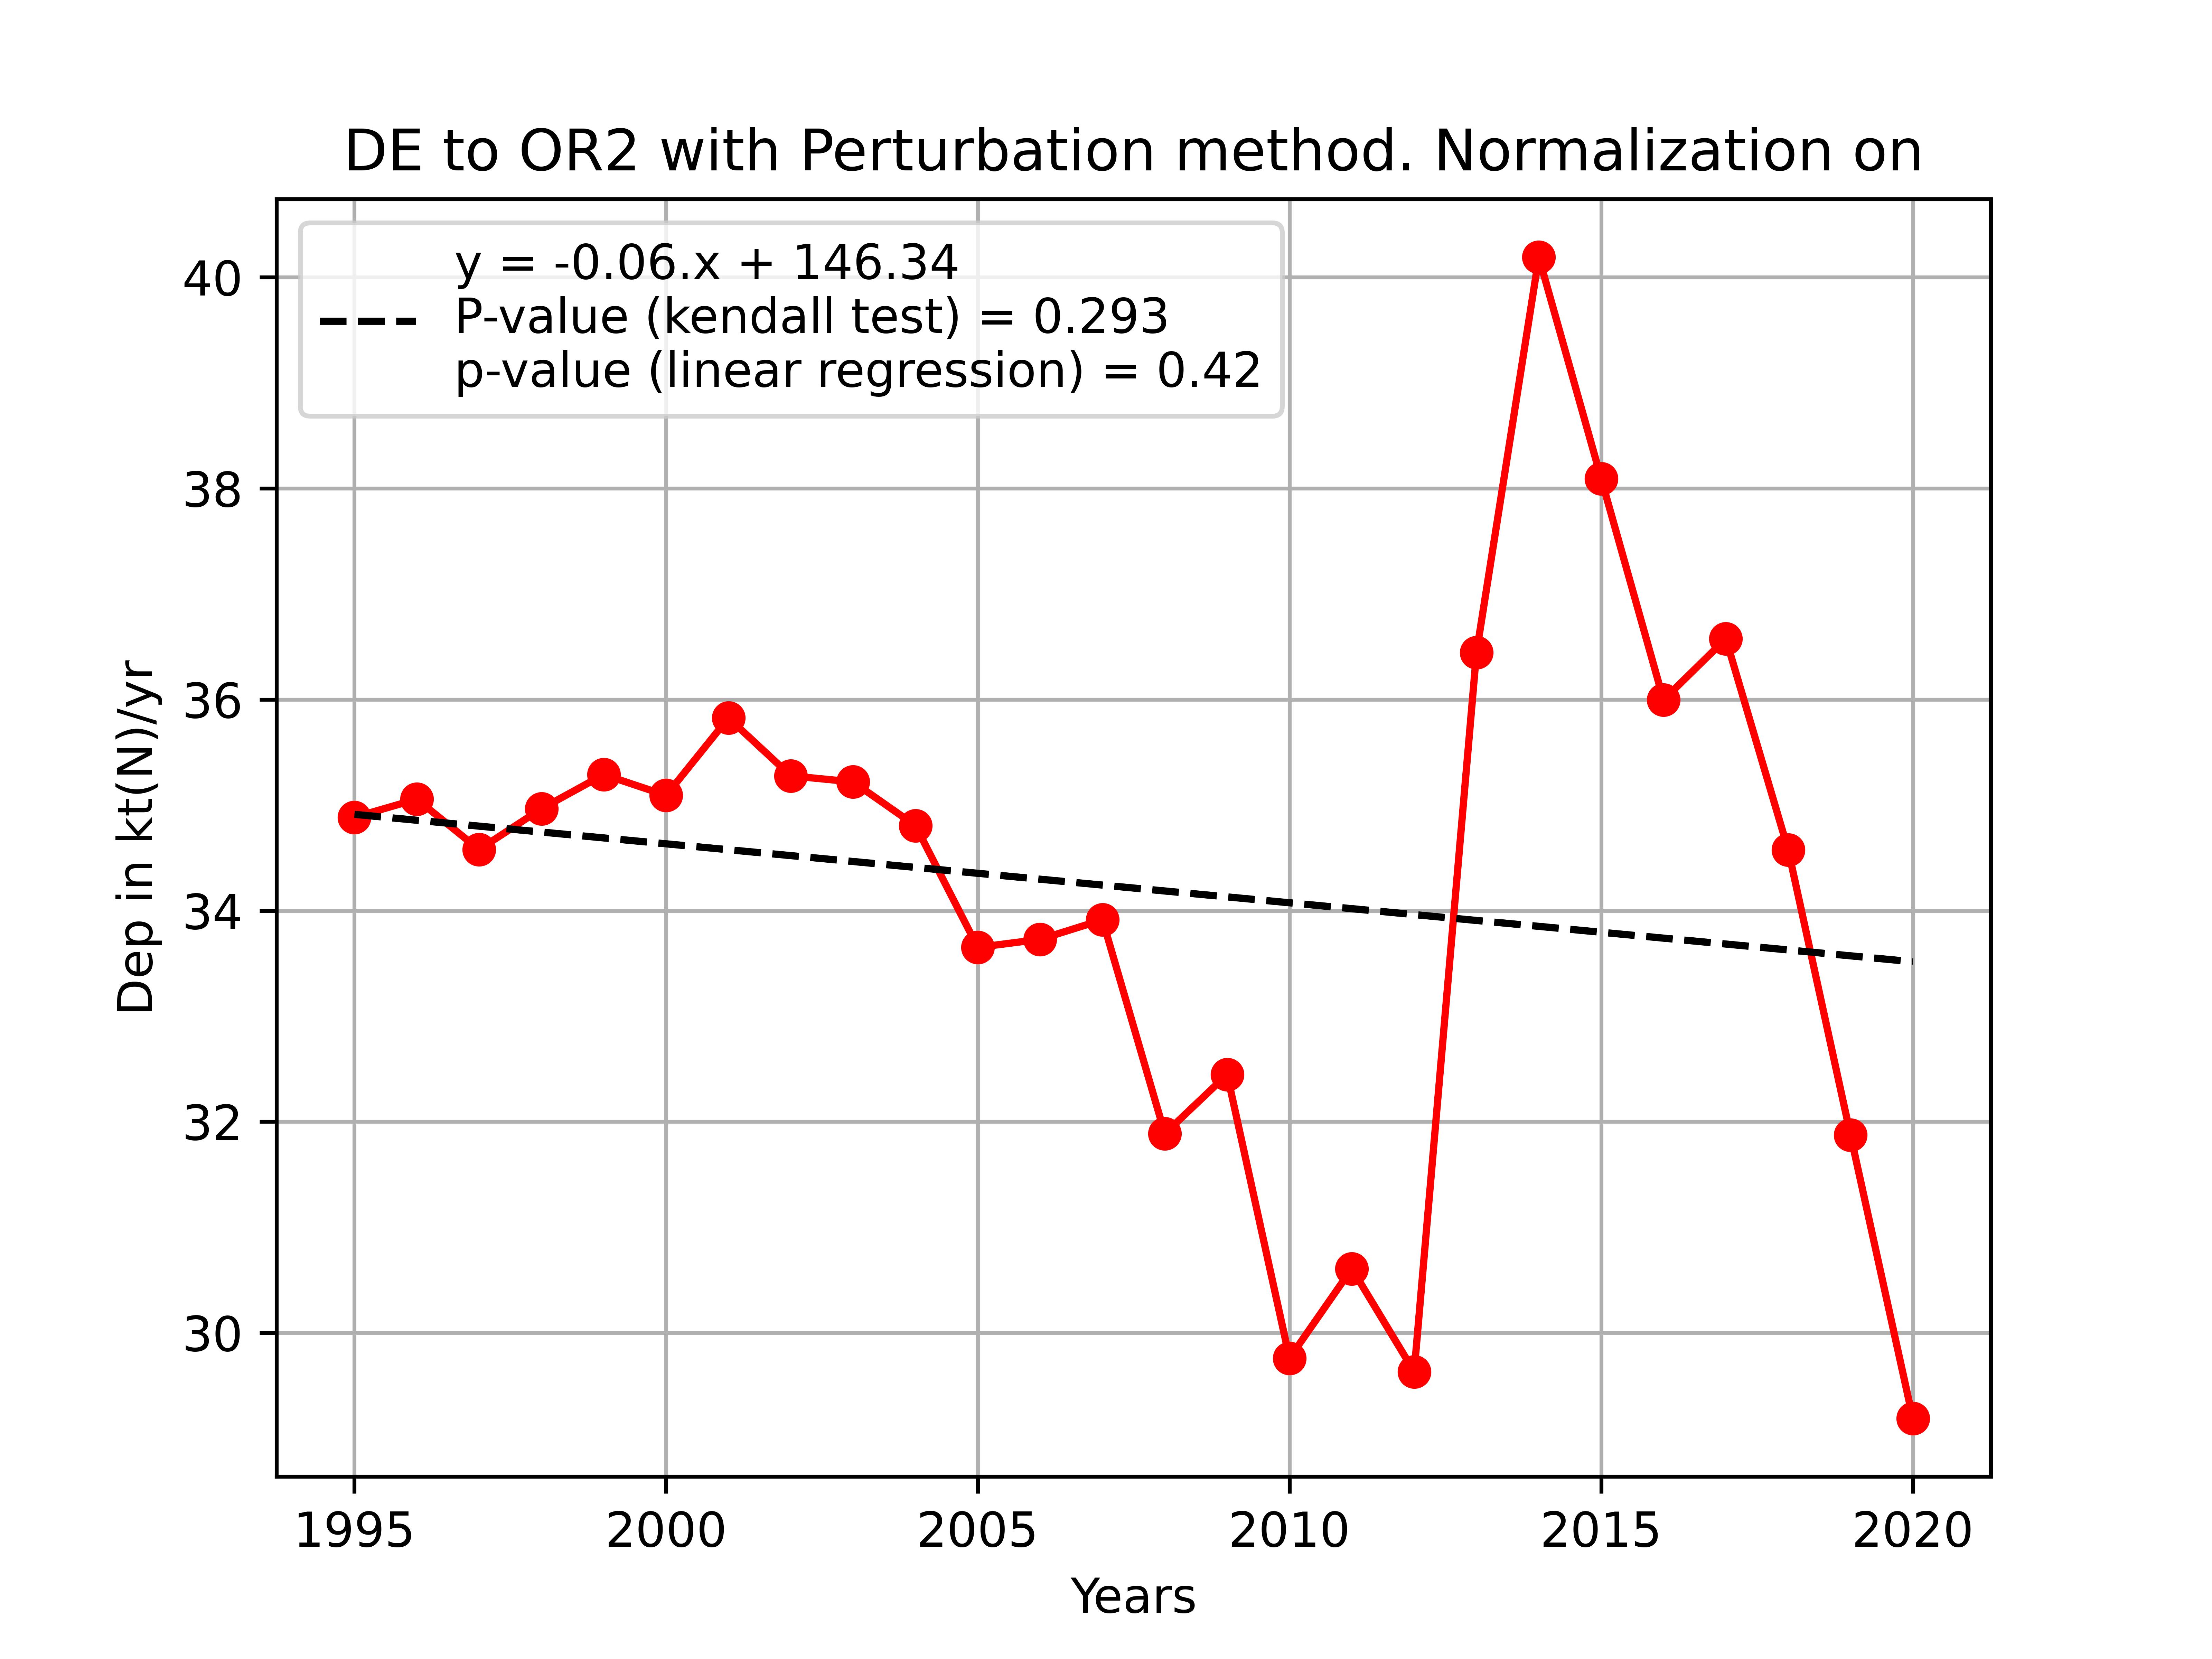 DE to OR2 with Perturbation method. Normalization on
y = -0.06.x + 146.34
P-value (kendall test) = 0.293
p-value (linear regression) = 0.42
Dep in kt(N)/yr
40
38
36
34
32
30
1995 2000 2005 2010 2015 2020
Years